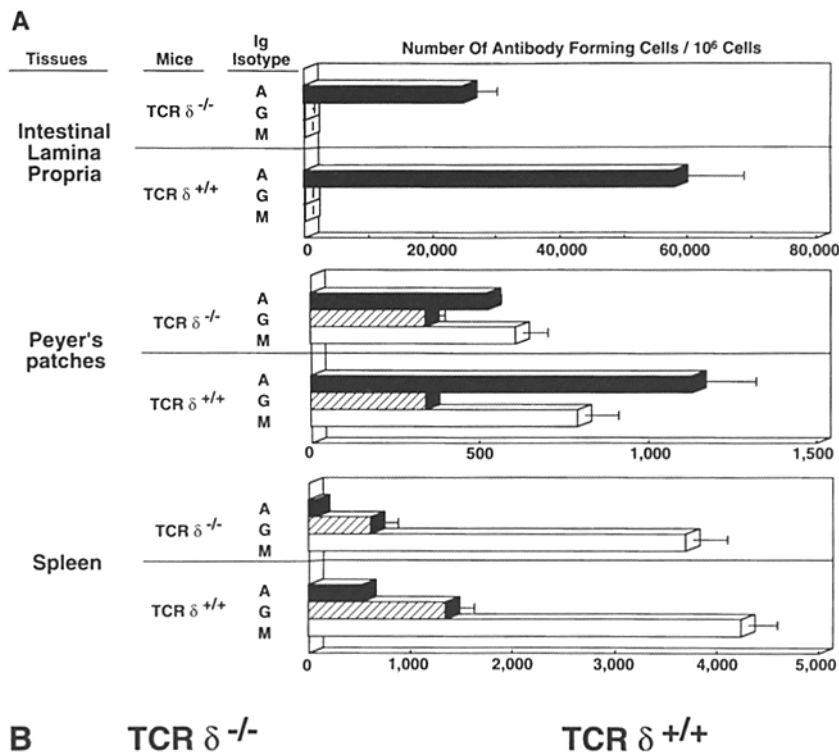 A
Tissues
Mice
Ig
Isotype
Number Of Antibody Forming Cells / 10⁶ Cells
Intestinal
Lamina
Propria
TCR δ -/-
A
G
M
TCR δ +/+
A
G
M
0 20,000 40,000 60,000 80,000
Peyer's
patches
TCR δ -/-
A
G
M
TCR δ +/+
A
G
M
0 500 1,000 1,500
Spleen
TCR δ -/-
A
G
M
TCR δ +/+
A
G
M
0 1,000 2,000 3,000 4,000 5,000
B TCR δ -/- TCR δ +/+